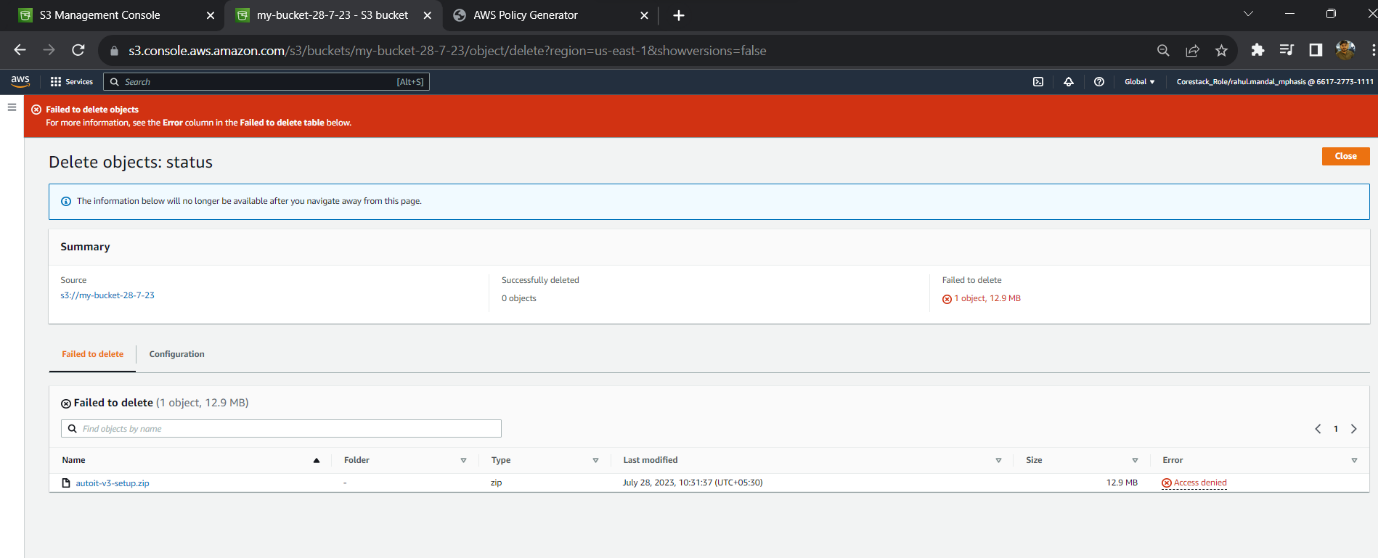 S3 Management Console
my-bucket-28-7-23 - S3 bucket
AWS Policy Generator
s3.console.aws.amazon.com/s3/buckets/my-bucket-28-7-23/object/delete?region=us-east-1&showversions=false
aws
Services
Search
[Alt+S]
Global
Corestack_Role/rahul.mandal_mphasis @ 6617-2773-1111
Failed to delete objects
For more information, see the Error column in the Failed to delete table below.
Delete objects: status
Close
The information below will no longer be available after you navigate away from this page.
Summary
Source
Successfully deleted
Failed to delete
s3://my-bucket-28-7-23
0 objects
1 object, 12.9 MB
Failed to delete
Configuration
Failed to delete (1 object, 12.9 MB)
Find objects by name
1
Name
Folder
Type
Last modified
Size
Error
autoit-v3-setup.zip
-
zip
July 28, 2023, 10:31:37 (UTC+05:30)
12.9 MB
Access denied